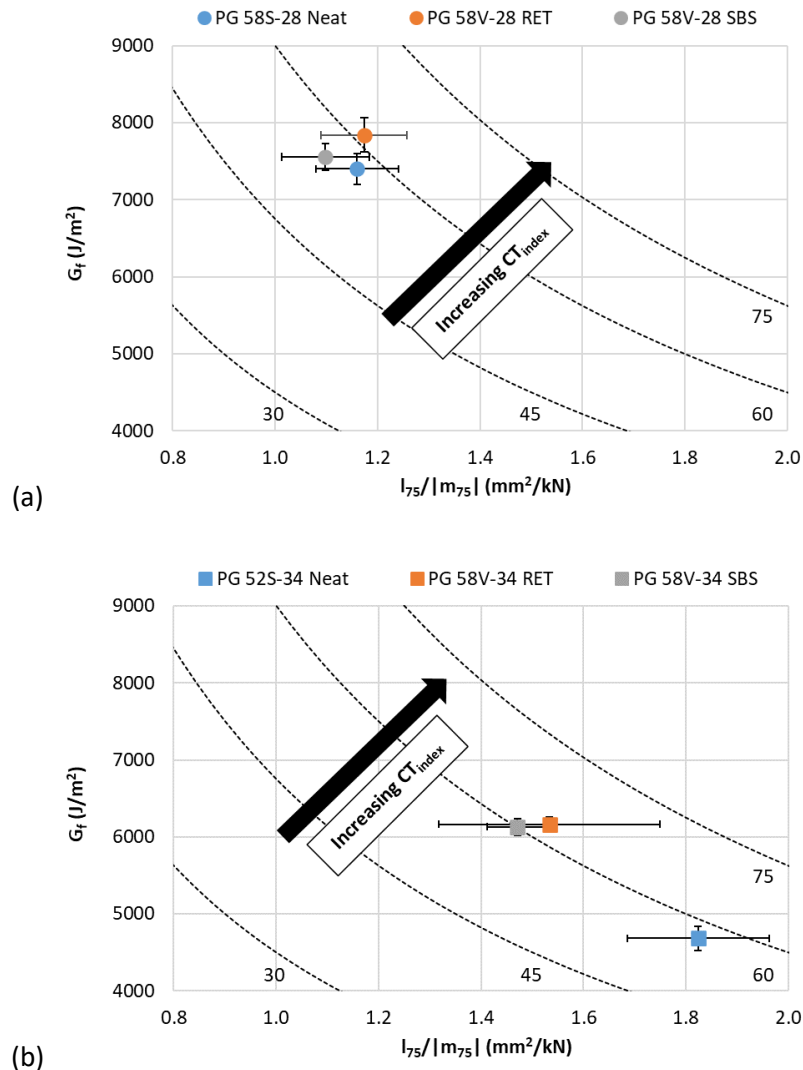 PG 58S-28 Neat PG 58V-28 RET PG 58V-28 SBS
9000
8000
7000
6000
5000
4000
G_f (J/m²)
Increasing CT_index
30
45
60
75
0.8 1.0 1.2 1.4 1.6 1.8 2.0
l₇₅/|m₇₅| (mm²/kN)
(a)
PG 52S-34 Neat PG 58V-34 RET PG 58V-34 SBS
9000
8000
7000
6000
5000
4000
G_f (J/m²)
Increasing CT_index
30
45
60
75
0.8 1.0 1.2 1.4 1.6 1.8 2.0
l₇₅/|m₇₅| (mm²/kN)
(b)